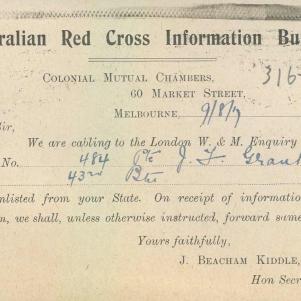 ralian Red Cross Information Bu
COLONIAL MUTUAL CHAMBERS,
316
60 MARKET STREET,
MELBOURNE, 9/8/17
ir,
We are cabling to the London W. & M. Enquiry
No. 484 Pte J. F. Grant
43rd Btn
nlisted from your State. On receipt of information
n, we shall, unless otherwise instructed, forward same
Yours faithfully,
J. BEACHAM KIDDLE,
Hon Secr